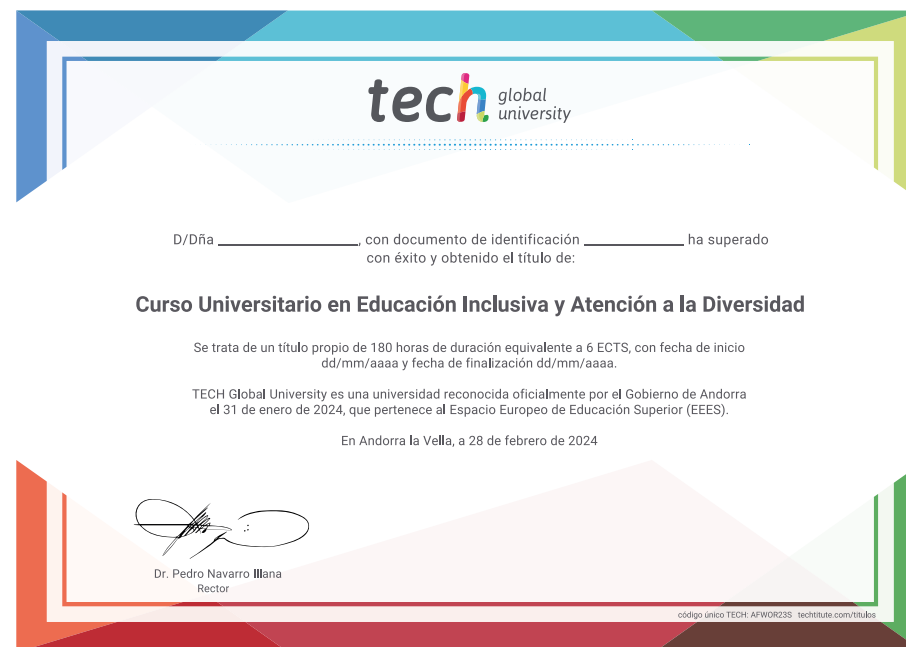 tech global university
D/Dña ______________, con documento de identificación __________ ha superado
con éxito y obtenido el título de:
Curso Universitario en Educación Inclusiva y Atención a la Diversidad
Se trata de un título propio de 180 horas de duración equivalente a 6 ECTS, con fecha de inicio
dd/mm/aaaa y fecha de finalización dd/mm/aaaa.
TECH Global University es una universidad reconocida oficialmente por el Gobierno de Andorra
el 31 de enero de 2024, que pertenece al Espacio Europeo de Educación Superior (EEES).
En Andorra la Vella, a 28 de febrero de 2024
Dr. Pedro Navarro Illana
Rector
código único TECH: AFWOR23S techtitute.com/titulos